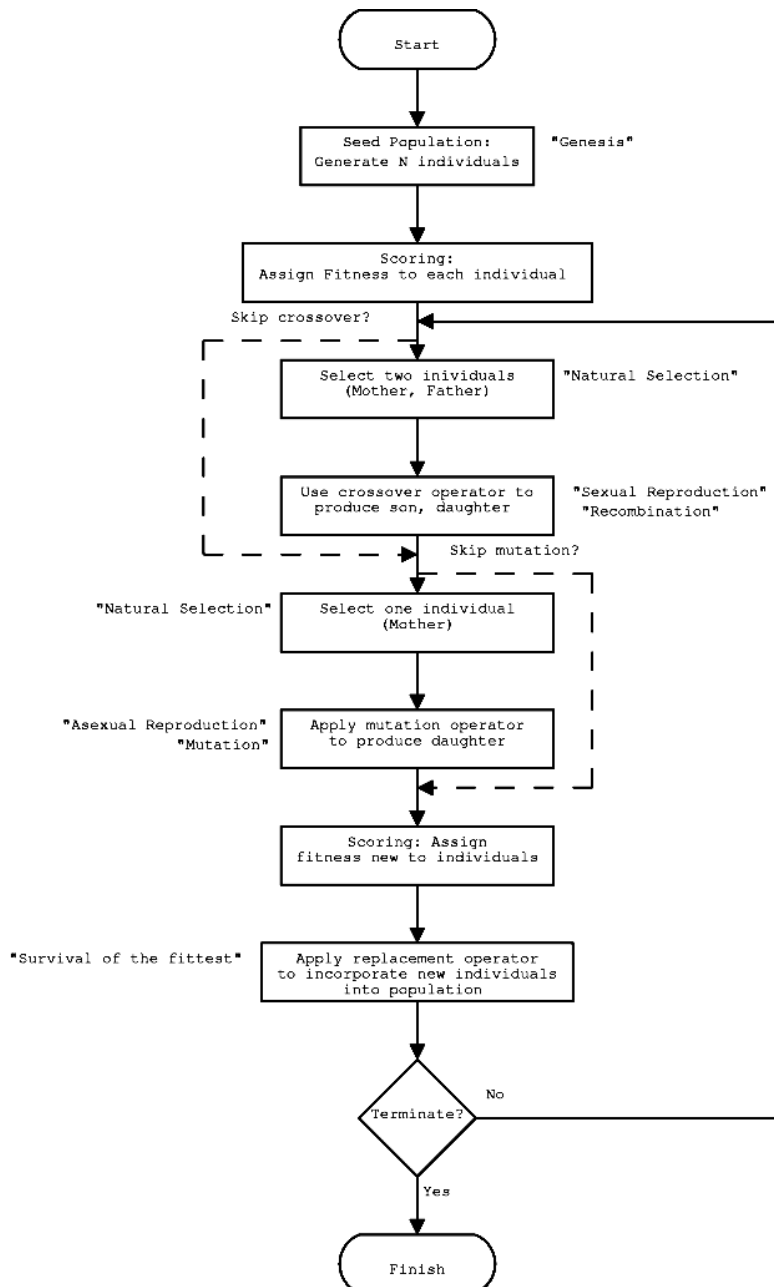 Start
Seed Population:
Generate N individuals
"Genesis"
Scoring:
Assign Fitness to each individual
Skip crossover?
Select two inividuals
(Mother, Father)
"Natural Selection"
Use crossover operator to
produce son, daughter
"Sexual Reproduction"
"Recombination"
Skip mutation?
"Natural Selection"
Select one individual
(Mother)
"Asexual Reproduction"
"Mutation"
Apply mutation operator
to produce daughter
Scoring: Assign
fitness new to individuals
"Survival of the fittest"
Apply replacement operator
to incorporate new individuals
into population
Terminate?
No
Yes
Finish